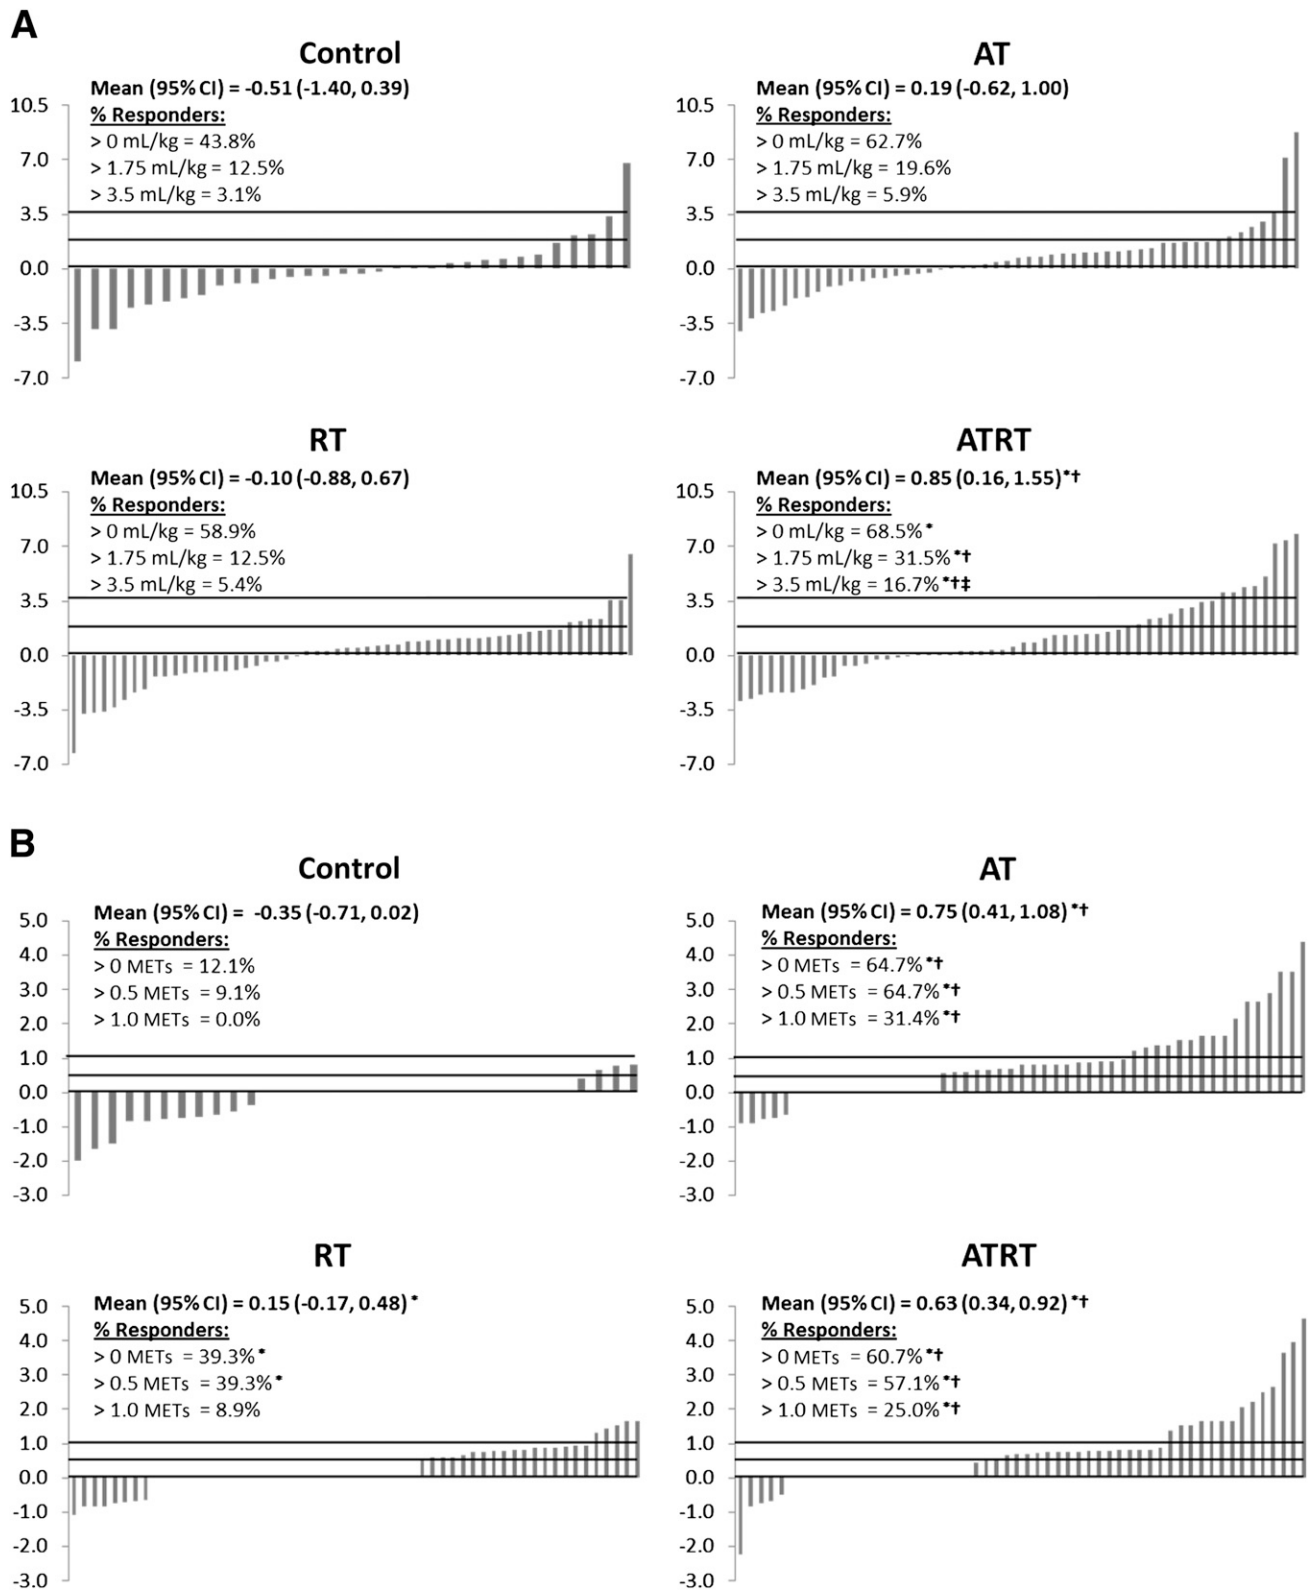 A
Control
Mean (95% CI) = -0.51 (-1.40, 0.39)
% Responders:
> 0 mL/kg = 43.8%
> 1.75 mL/kg = 12.5%
> 3.5 mL/kg = 3.1%
10.5
7.0
3.5
0.0
-3.5
-7.0
AT
Mean (95% CI) = 0.19 (-0.62, 1.00)
% Responders:
> 0 mL/kg = 62.7%
> 1.75 mL/kg = 19.6%
> 3.5 mL/kg = 5.9%
10.5
7.0
3.5
0.0
-3.5
-7.0
RT
Mean (95% CI) = -0.10 (-0.88, 0.67)
% Responders:
> 0 mL/kg = 58.9%
> 1.75 mL/kg = 12.5%
> 3.5 mL/kg = 5.4%
10.5
7.0
3.5
0.0
-3.5
-7.0
ATRT
Mean (95% CI) = 0.85 (0.16, 1.55)*†
% Responders:
> 0 mL/kg = 68.5% *
> 1.75 mL/kg = 31.5% *†
> 3.5 mL/kg = 16.7% *†‡
10.5
7.0
3.5
0.0
-3.5
-7.0
B
Control
Mean (95% CI) = -0.35 (-0.71, 0.02)
% Responders:
> 0 METs = 12.1%
> 0.5 METs = 9.1%
> 1.0 METs = 0.0%
5.0
4.0
3.0
2.0
1.0
0.0
-1.0
-2.0
-3.0
AT
Mean (95% CI) = 0.75 (0.41, 1.08) *†
% Responders:
> 0 METs = 64.7% *†
> 0.5 METs = 64.7% *†
> 1.0 METs = 31.4% *†
5.0
4.0
3.0
2.0
1.0
0.0
-1.0
-2.0
-3.0
RT
Mean (95% CI) = 0.15 (-0.17, 0.48) *
% Responders:
> 0 METs = 39.3% *
> 0.5 METs = 39.3% *
> 1.0 METs = 8.9%
5.0
4.0
3.0
2.0
1.0
0.0
-1.0
-2.0
-3.0
ATRT
Mean (95% CI) = 0.63 (0.34, 0.92) *†
% Responders:
> 0 METs = 60.7% *†
> 0.5 METs = 57.1% *†
> 1.0 METs = 25.0% *†
5.0
4.0
3.0
2.0
1.0
0.0
-1.0
-2.0
-3.0